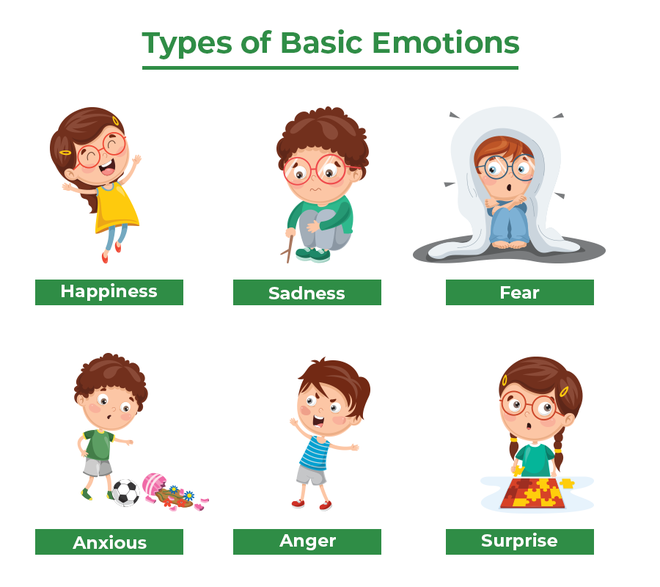 Types of Basic Emotions
Happiness
Sadness
Fear
Anxious
Anger
Surprise